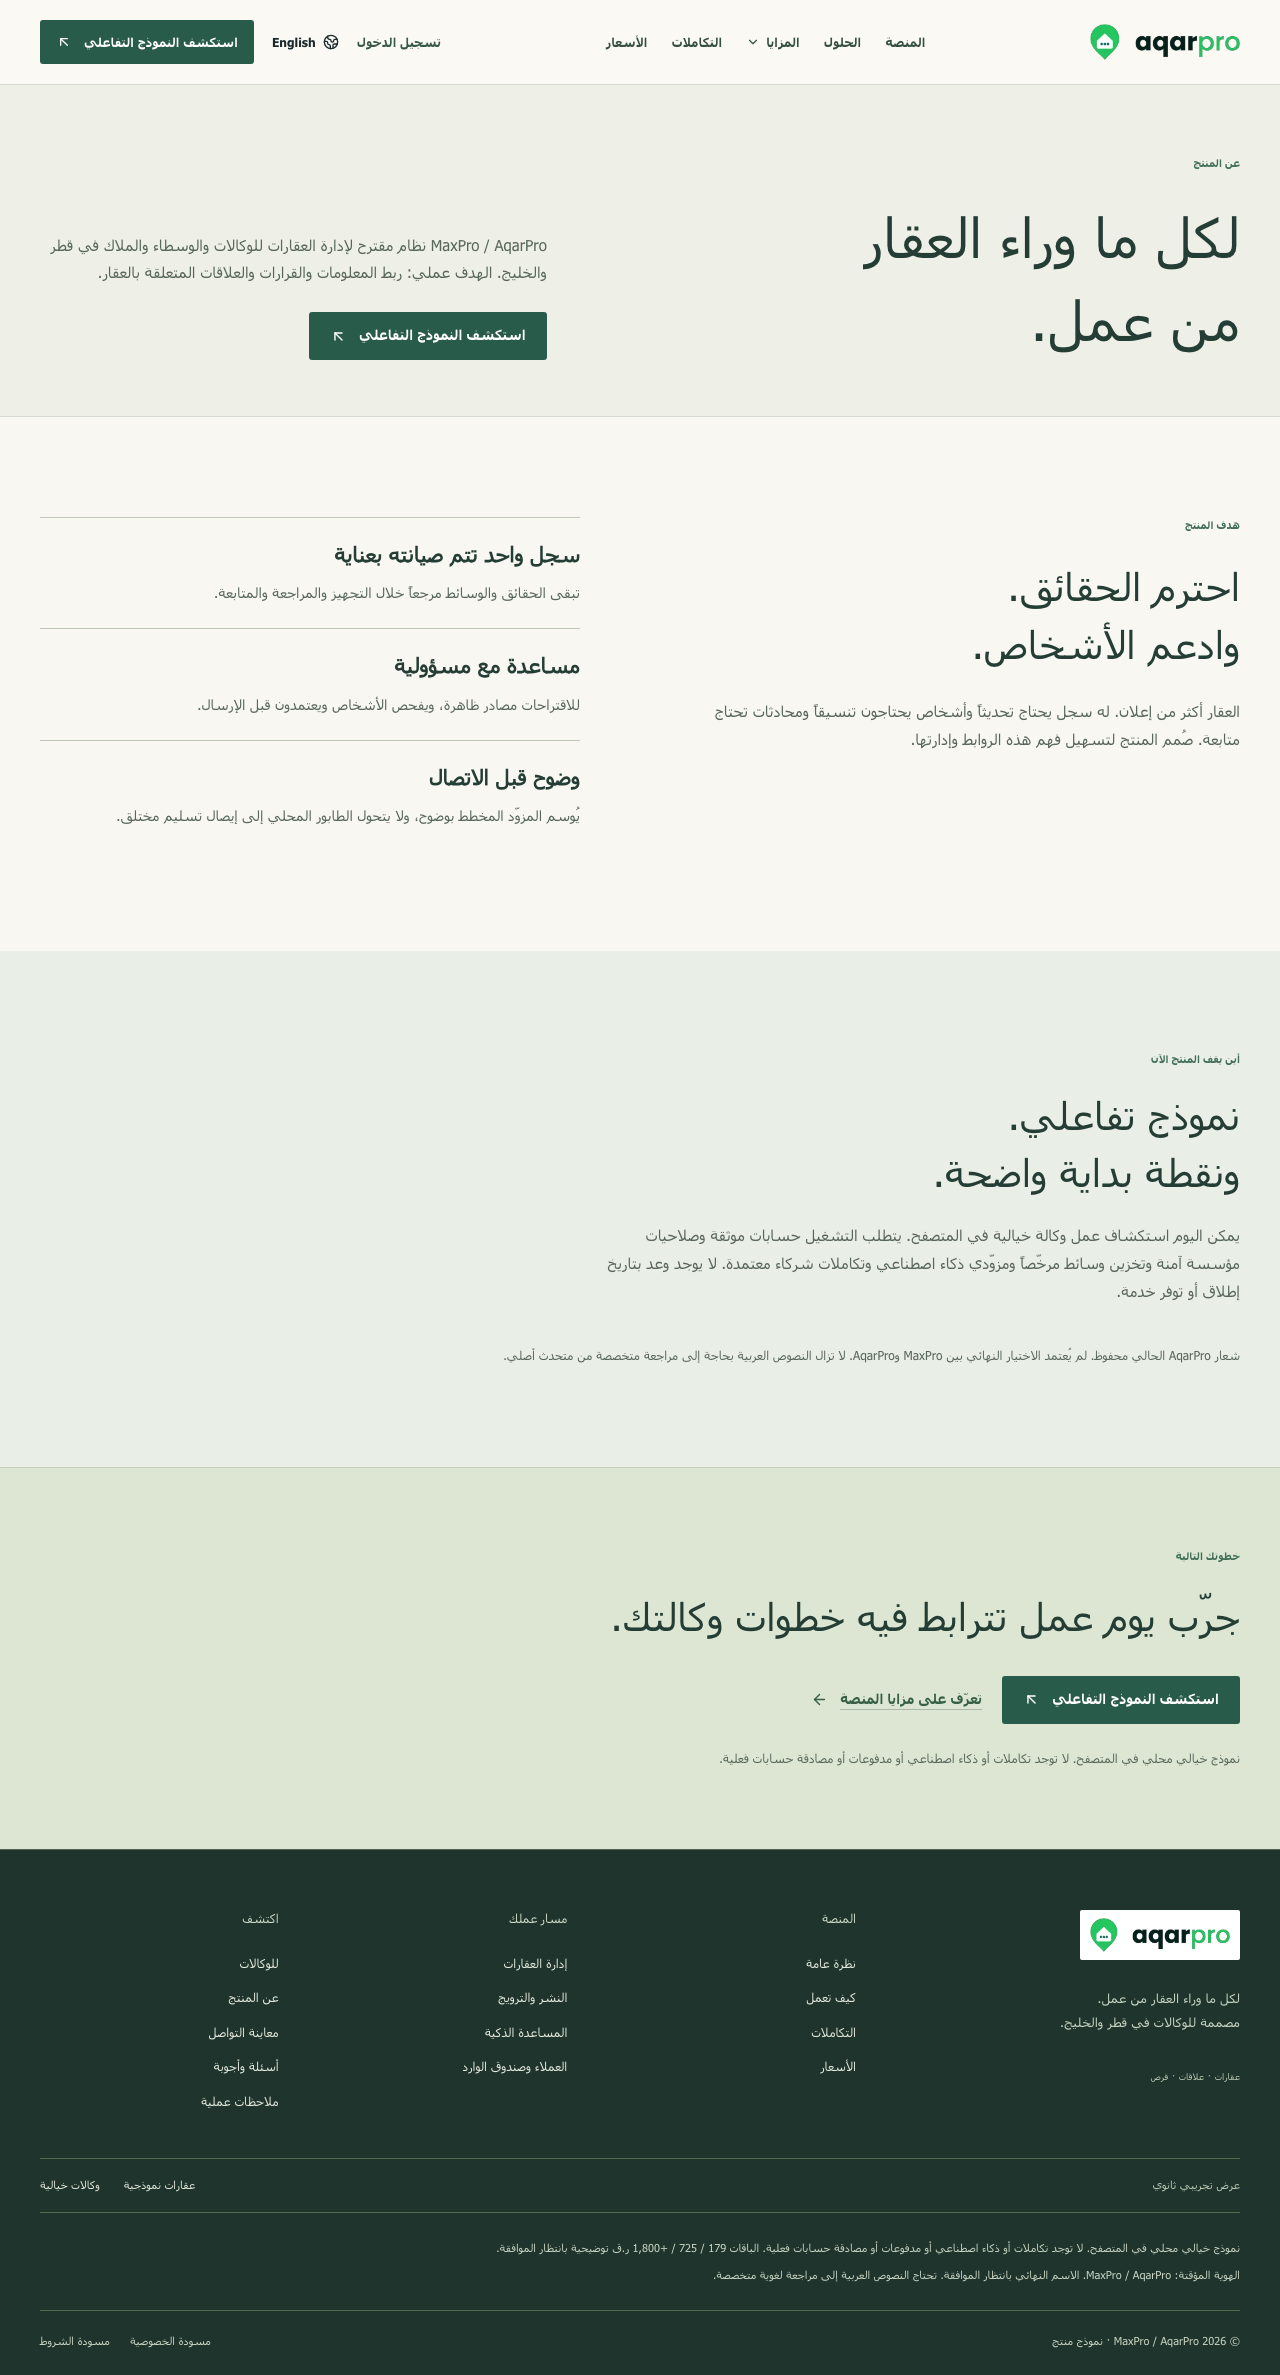 aqarpro
المنصة
الحلول
المزايا
التكاملات
الأسعار
تسجيل الدخول
English
استكشف النموذج التفاعلي
عن المنتج
لكل ما وراء العقار
من عمل.
MaxPro / AqarPro نظام مقترح لإدارة العقارات للوكالات والوسطاء والملاك في قطر
والخليج. الهدف عملي: ربط المعلومات والقرارات والعلاقات المتعلقة بالعقار.
استكشف النموذج التفاعلي
هدف المنتج
احترم الحقائق.
وادعم الأشخاص.
العقار أكثر من إعلان. له سجل يحتاج تحديثاً وأشخاص يحتاجون تنسيقاً ومحادثات تحتاج
متابعة. صُمم المنتج لتسهيل فهم هذه الروابط وإدارتها.
سجل واحد تتم صيانته بعناية
تبقى الحقائق والوسائط مرجعاً خلال التجهيز والمراجعة والمتابعة.
مساعدة مع مسؤولية
للاقتراحات مصادر ظاهرة، ويفحص الأشخاص ويعتمدون قبل الإرسال.
وضوح قبل الاتصال
يُوسم المزوّد المخطط بوضوح، ولا يتحول الطابور المحلي إلى إيصال تسليم مختلق.
أين يقف المنتج الآن
نموذج تفاعلي.
ونقطة بداية واضحة.
يمكن اليوم استكشاف عمل وكالة خيالية في المتصفح. يتطلب التشغيل حسابات موثقة وصلاحيات
مؤسسة آمنة وتخزين وسائط مرخّصاً ومزوّدي ذكاء اصطناعي وتكاملات شركاء معتمدة. لا يوجد وعد بتاريخ
إطلاق أو توفر خدمة.
شعار AqarPro الحالي محفوظ. لم يُعتمد الاختيار النهائي بين MaxPro وAqarPro. لا تزال النصوص العربية بحاجة إلى مراجعة متخصصة من متحدث أصلي.
خطوتك التالية
جرّب يوم عمل تترابط فيه خطوات وكالتك.
استكشف النموذج التفاعلي
تعرّف على مزايا المنصة
نموذج خيالي محلي في المتصفح. لا توجد تكاملات أو ذكاء اصطناعي أو مدفوعات أو مصادقة حسابات فعلية.
aqarpro
لكل ما وراء العقار من عمل.
مصممة للوكالات في قطر والخليج.
عقارات · علاقات · فرص
المنصة
نظرة عامة
كيف تعمل
التكاملات
الأسعار
مسار عملك
إدارة العقارات
النشر والترويج
المساعدة الذكية
العملاء وصندوق الوارد
اكتشف
للوكالات
عن المنتج
معاينة التواصل
أسئلة وأجوبة
ملاحظات عملية
عرض تجريبي ثانوي
عقارات نموذجية
وكالات خيالية
نموذج خيالي محلي في المتصفح. لا توجد تكاملات أو ذكاء اصطناعي أو مدفوعات أو مصادقة حسابات فعلية. الباقات 179 / 725 / +1,800 ر.ق توضيحية بانتظار الموافقة.
الهوية المؤقتة: MaxPro / AqarPro. الاسم النهائي بانتظار الموافقة. تحتاج النصوص العربية إلى مراجعة لغوية متخصصة.
© 2026 MaxPro / AqarPro · نموذج منتج
مسودة الخصوصية
مسودة الشروط